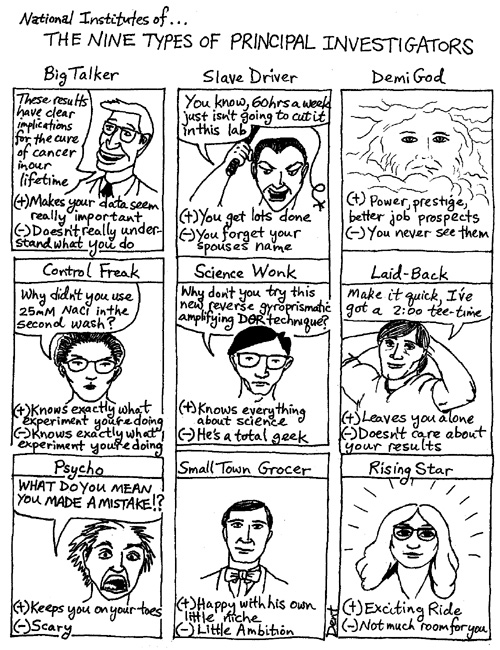 National Institutes of...
THE NINE TYPES OF PRINCIPAL INVESTIGATORS
Big Talker
These results
have clear
implications
for the cure
of cancer
in our
lifetime
(+)Makes your data seem
really important
(-)Doesn't really under-
stand what you do
Slave Driver
You know, 60hrs a week
just isn't going to cut it
in this lab
(+)You get lots done
(-)You forget your
spouses name
Demi God
(+) Power, prestige,
better job prospects
(-) You never see them
Control Freak
Why didn't you use
25mM NaCl in the
second wash?
(+)Knows exactly what
experiment you're doing
(-)Knows exactly what
experiment you're doing
Science Wonk
Why don't you try this
new reverse gyroprismatic
amplifying DQR technique?
(+)Knows everything
about science
(-)He's a total geek
Laid-Back
Make it quick, I've
got a 2:00 tee-time
(+)Leaves you alone
(-)Doesn't care about
your results
Psycho
WHAT DO YOU MEAN
YOU MADE A MISTAKE!?
(+)Keeps you on your toes
(-)Scary
Small Town Grocer
(+)Happy with his own
little niche
(-) Little Ambition
Rising Star
(+)Exciting Ride
(-)Not much room for you
Dent